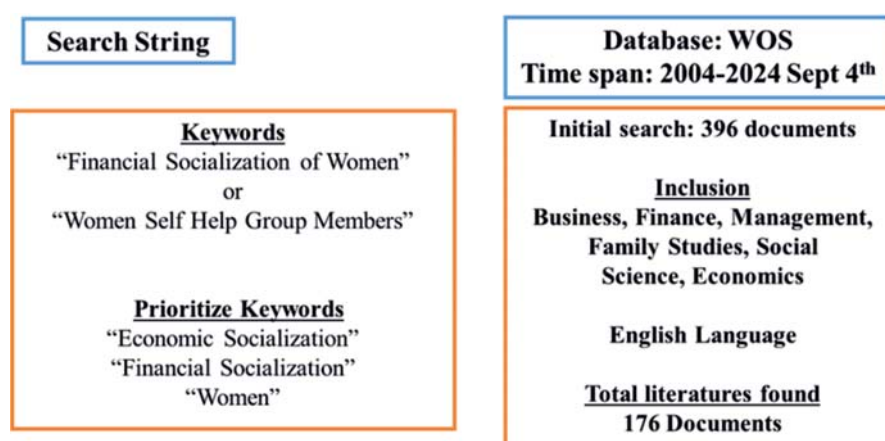 Search String
Keywords
“Financial Socialization of Women”
or
“Women Self Help Group Members”
Prioritize Keywords
“Economic Socialization”
“Financial Socialization”
“Women”
Database: WOS
Time span: 2004-2024 Sept 4th
Initial search: 396 documents
Inclusion
Business, Finance, Management,
Family Studies, Social
Science, Economics
English Language
Total literatures found
176 Documents